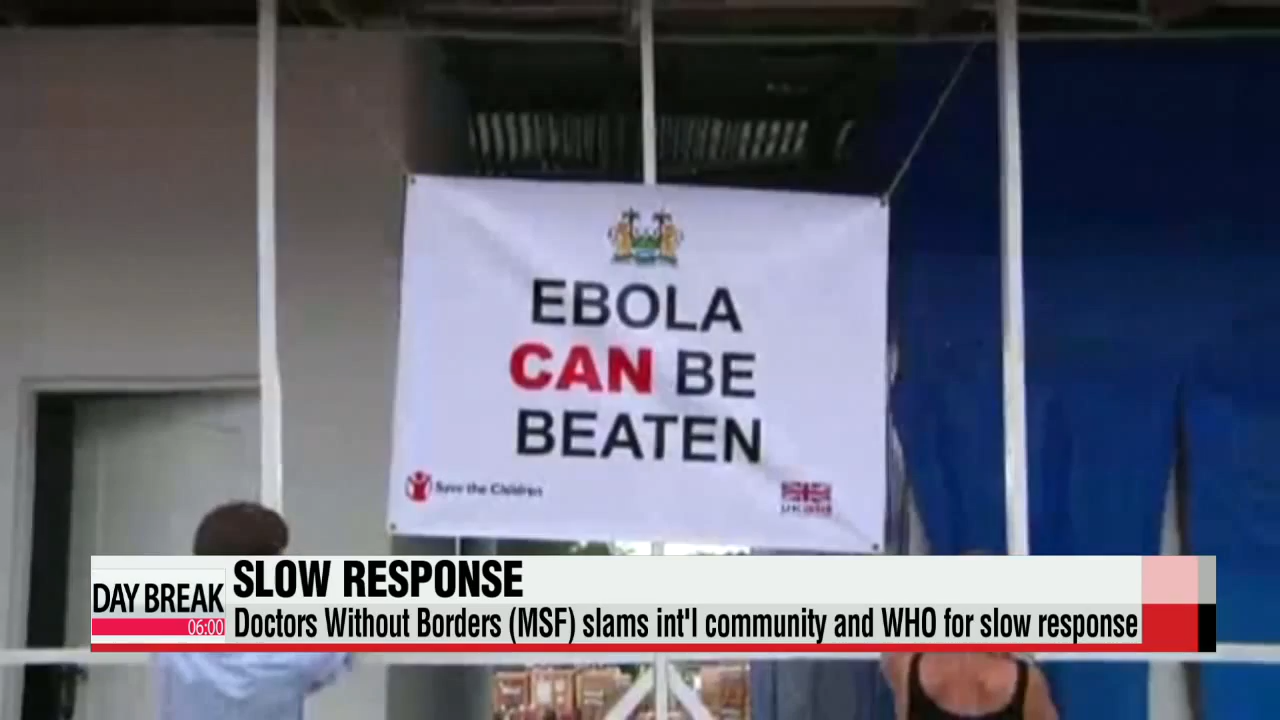 EBOLA
CAN BE
BEATEN
Save the Children
UKaid
DAY BREAK
06:00
SLOW RESPONSE
Doctors Without Borders (MSF) slams int'l community and WHO for slow response